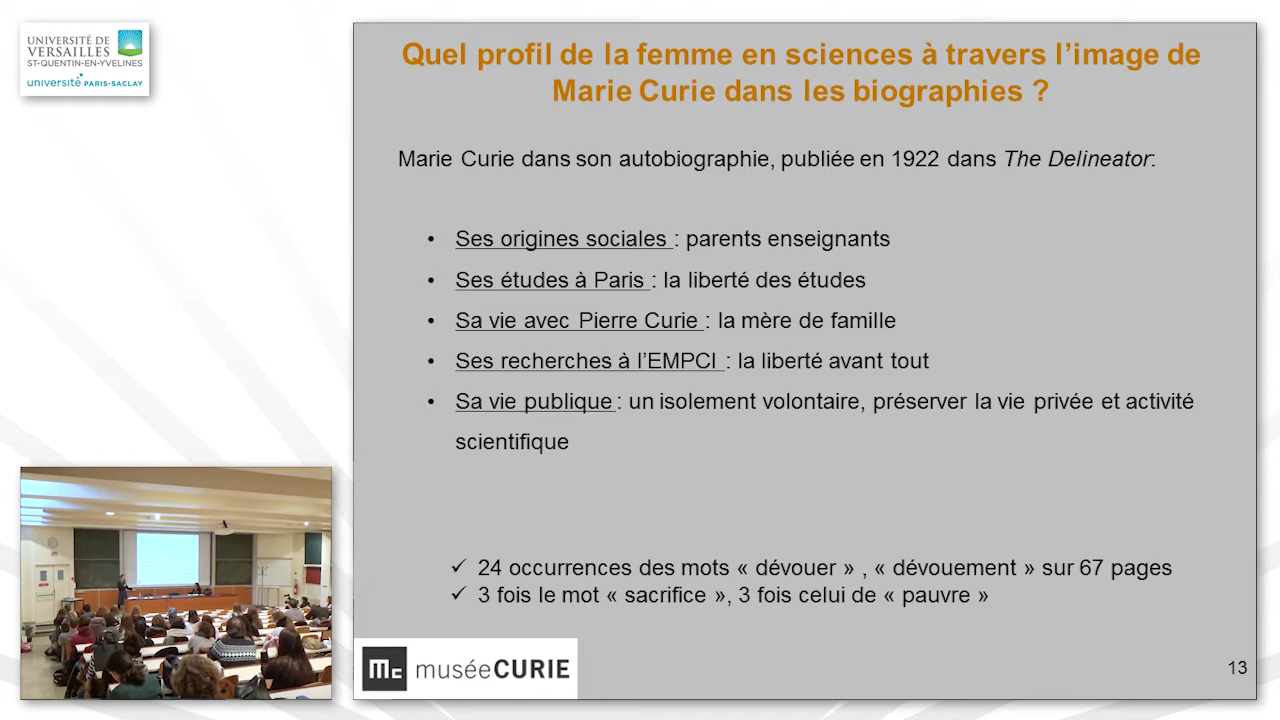 UNIVERSITÉ DE
VERSAILLES
ST-QUENTIN-EN-YVELINES
université PARIS-SACLAY
Quel profil de la femme en sciences à travers l’image de
Marie Curie dans les biographies ?
Marie Curie dans son autobiographie, publiée en 1922 dans The Delineator:
• Ses origines sociales : parents enseignants
• Ses études à Paris : la liberté des études
• Sa vie avec Pierre Curie : la mère de famille
• Ses recherches à l’EMPCI : la liberté avant tout
• Sa vie publique : un isolement volontaire, préserver la vie privée et activité
scientifique
✓ 24 occurrences des mots « dévouer » , « dévouement » sur 67 pages
✓ 3 fois le mot « sacrifice », 3 fois celui de « pauvre »
Mc muséeCURIE
13